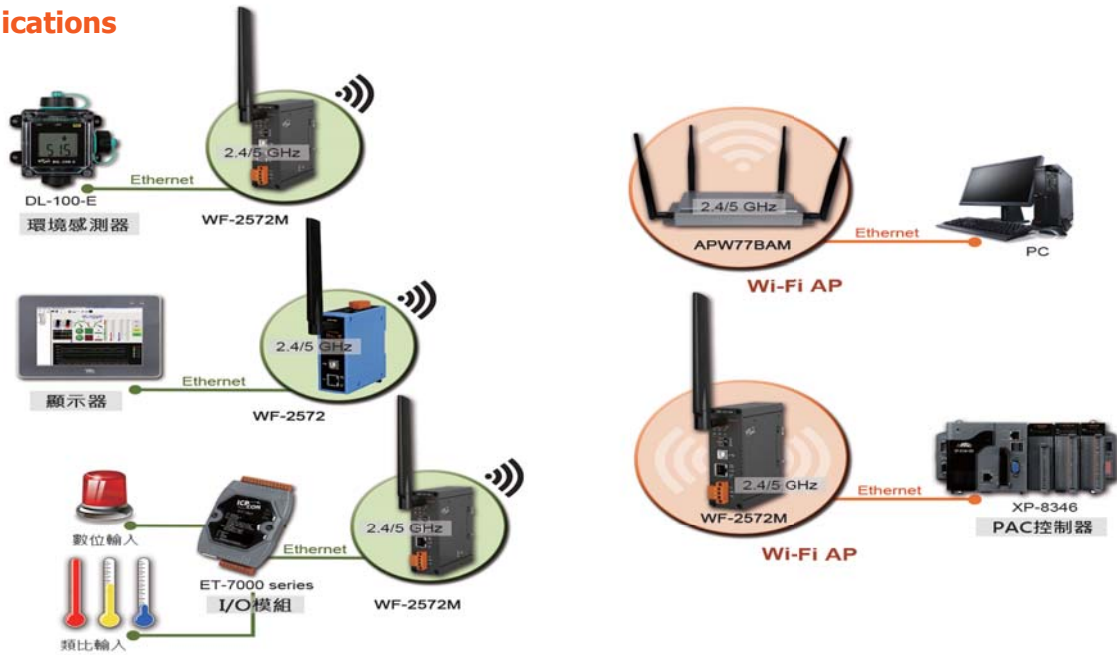 ications
2.4/5 GHz
Ethernet
DL-100-E
環境感測器
WF-2572M
2.4/5 GHz
Ethernet
顯示器
WF-2572
數位輸入
2.4/5 GHz
Ethernet
ET-7000 series
I/O模組
WF-2572M
類比輸入
2.4/5 GHz
APW77BAM
Ethernet
PC
Wi-Fi AP
2.4/5 GHz
WF-2572M
Ethernet
XP-8346
PAC控制器
Wi-Fi AP